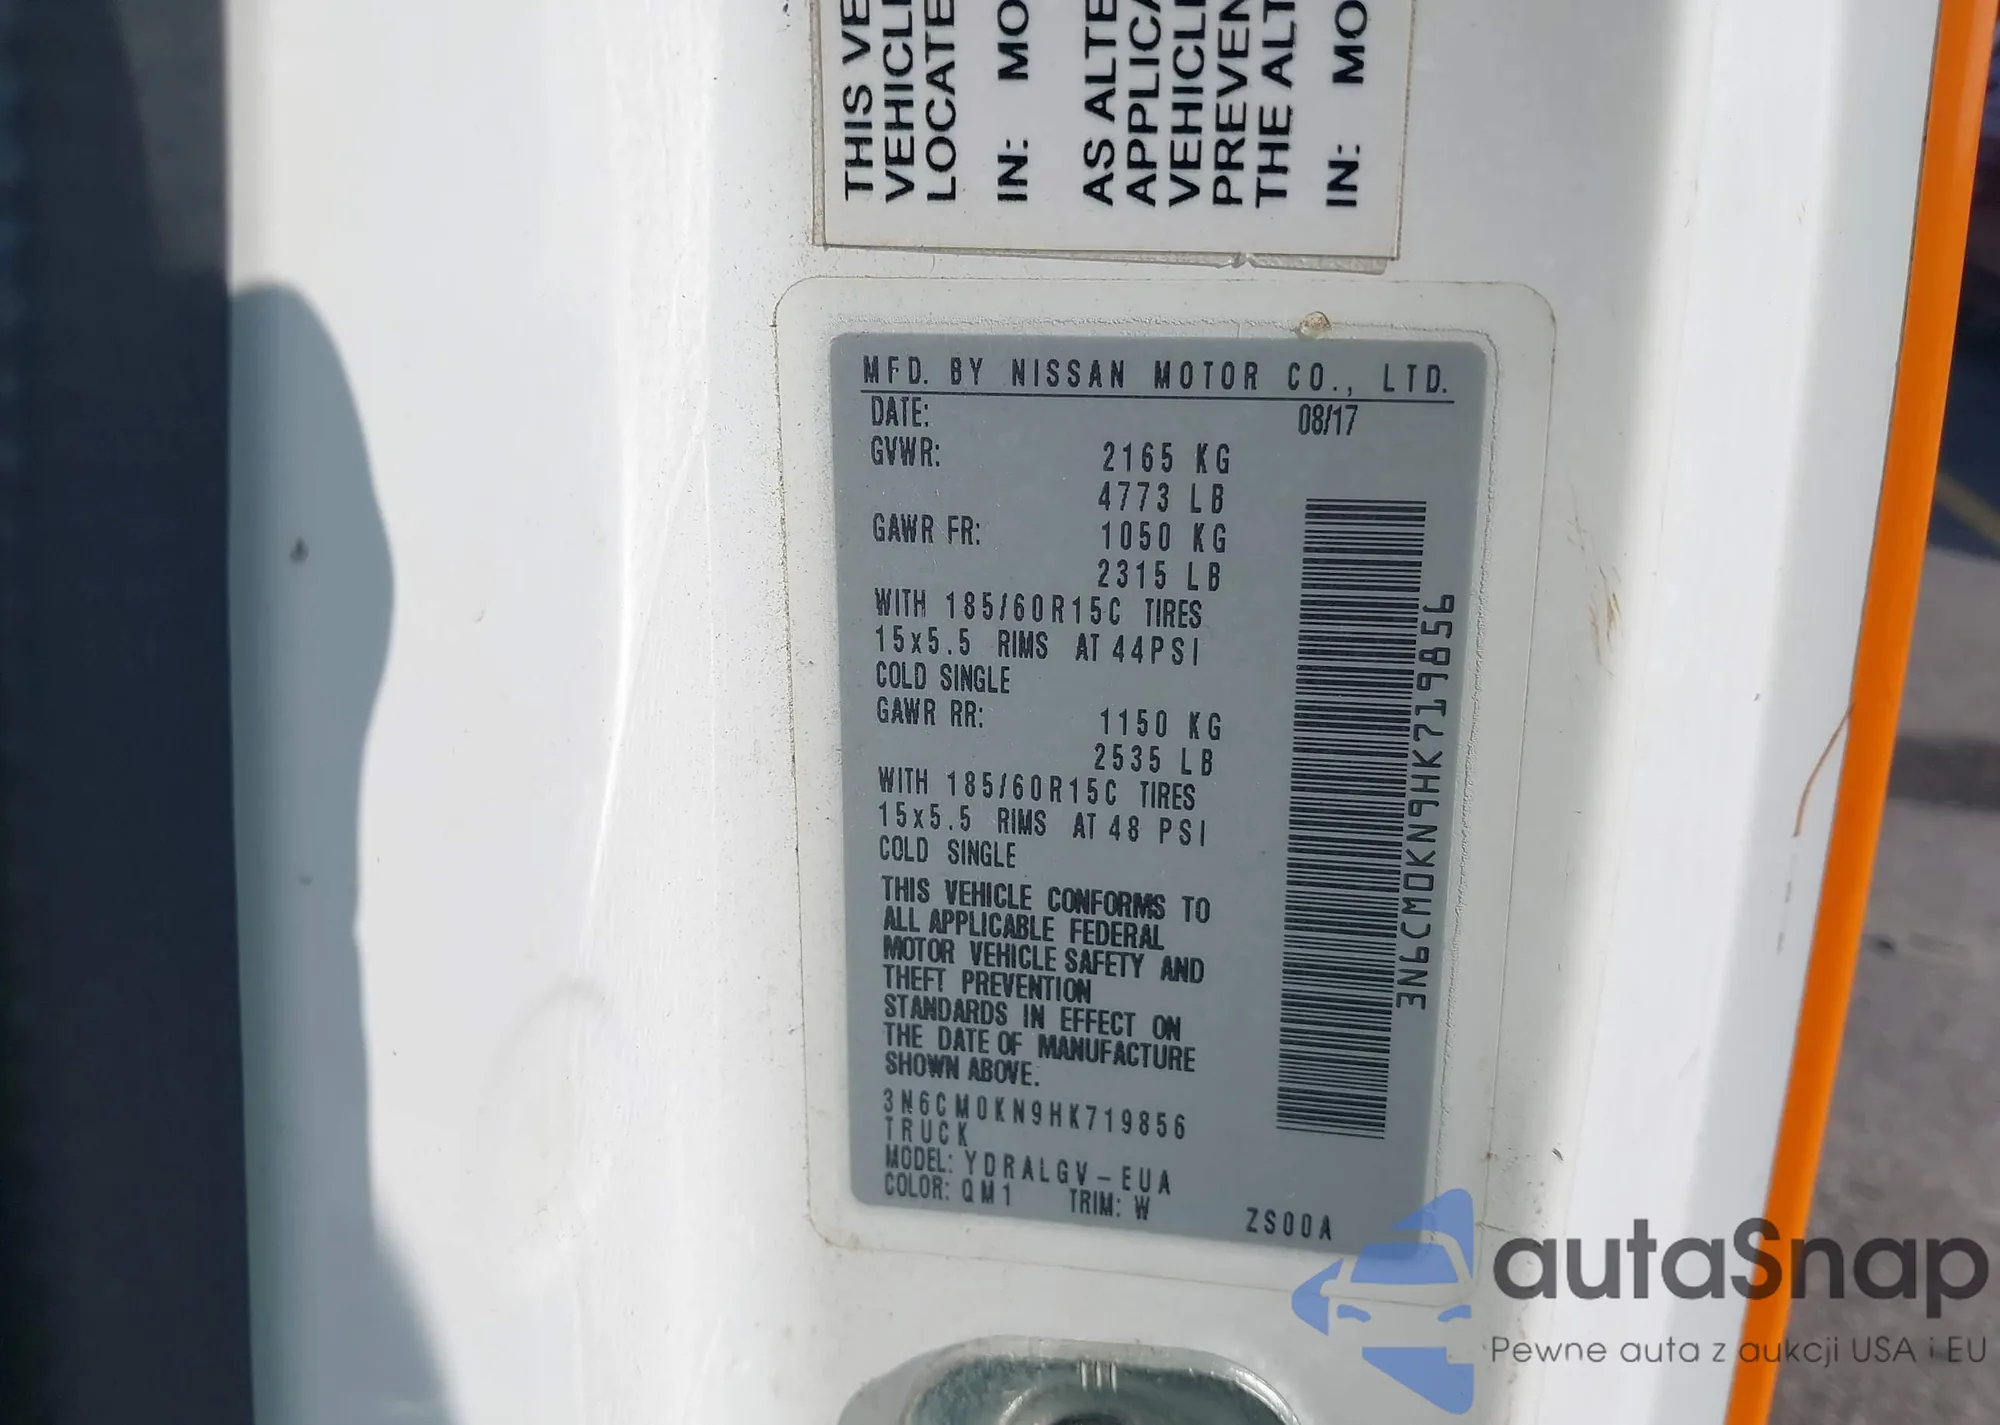 THIS VE
VEHICLE
LOCATE
IN: MO
AS ALTE
APPLICA
VEHICLE
PREVEN
THE ALT
IN: MO
MFD. BY NISSAN MOTOR CO., LTD.
DATE: 08/17
GVWR: 2165 KG
4773 LB
GAWR FR: 1050 KG
2315 LB
WITH 185/60R15C TIRES
15x5.5 RIMS AT 44PSI
COLD SINGLE
GAWR RR: 1150 KG
2535 LB
WITH 185/60R15C TIRES
15x5.5 RIMS AT 48 PSI
COLD SINGLE
THIS VEHICLE CONFORMS TO
ALL APPLICABLE FEDERAL
MOTOR VEHICLE SAFETY AND
THEFT PREVENTION
STANDARDS IN EFFECT ON
THE DATE OF MANUFACTURE
SHOWN ABOVE.
3N6CM0KN9HK719856
TRUCK
MODEL: YDRALGV-EUA
COLOR: QM1 TRIM: W ZS00A
3N6CM0KN9HK719856
autaSnap
Pewne auta z aukcji USA i EU